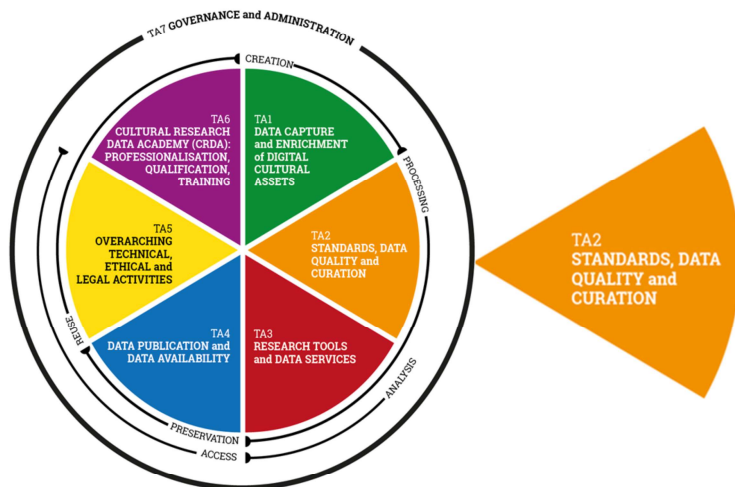 TA7 GOVERNANCE and ADMINISTRATION
CREATION
TA6
CULTURAL RESEARCH
DATA ACADEMY (CRDA):
PROFESSIONALISATION,
QUALIFICATION,
TRAINING
TA1
DATA CAPTURE
and ENRICHMENT
of DIGITAL
CULTURAL
ASSETS
PROCESSING
TA5
OVERARCHING
TECHNICAL,
ETHICAL and
LEGAL ACTIVITIES
TA2
STANDARDS, DATA
QUALITY and
CURATION
TA2
STANDARDS, DATA
QUALITY and
CURATION
REUSE
TA4
DATA PUBLICATION and
DATA AVAILABILITY
TA3
RESEARCH TOOLS
and DATA SERVICES
ANALYSIS
PRESERVATION
ACCESS